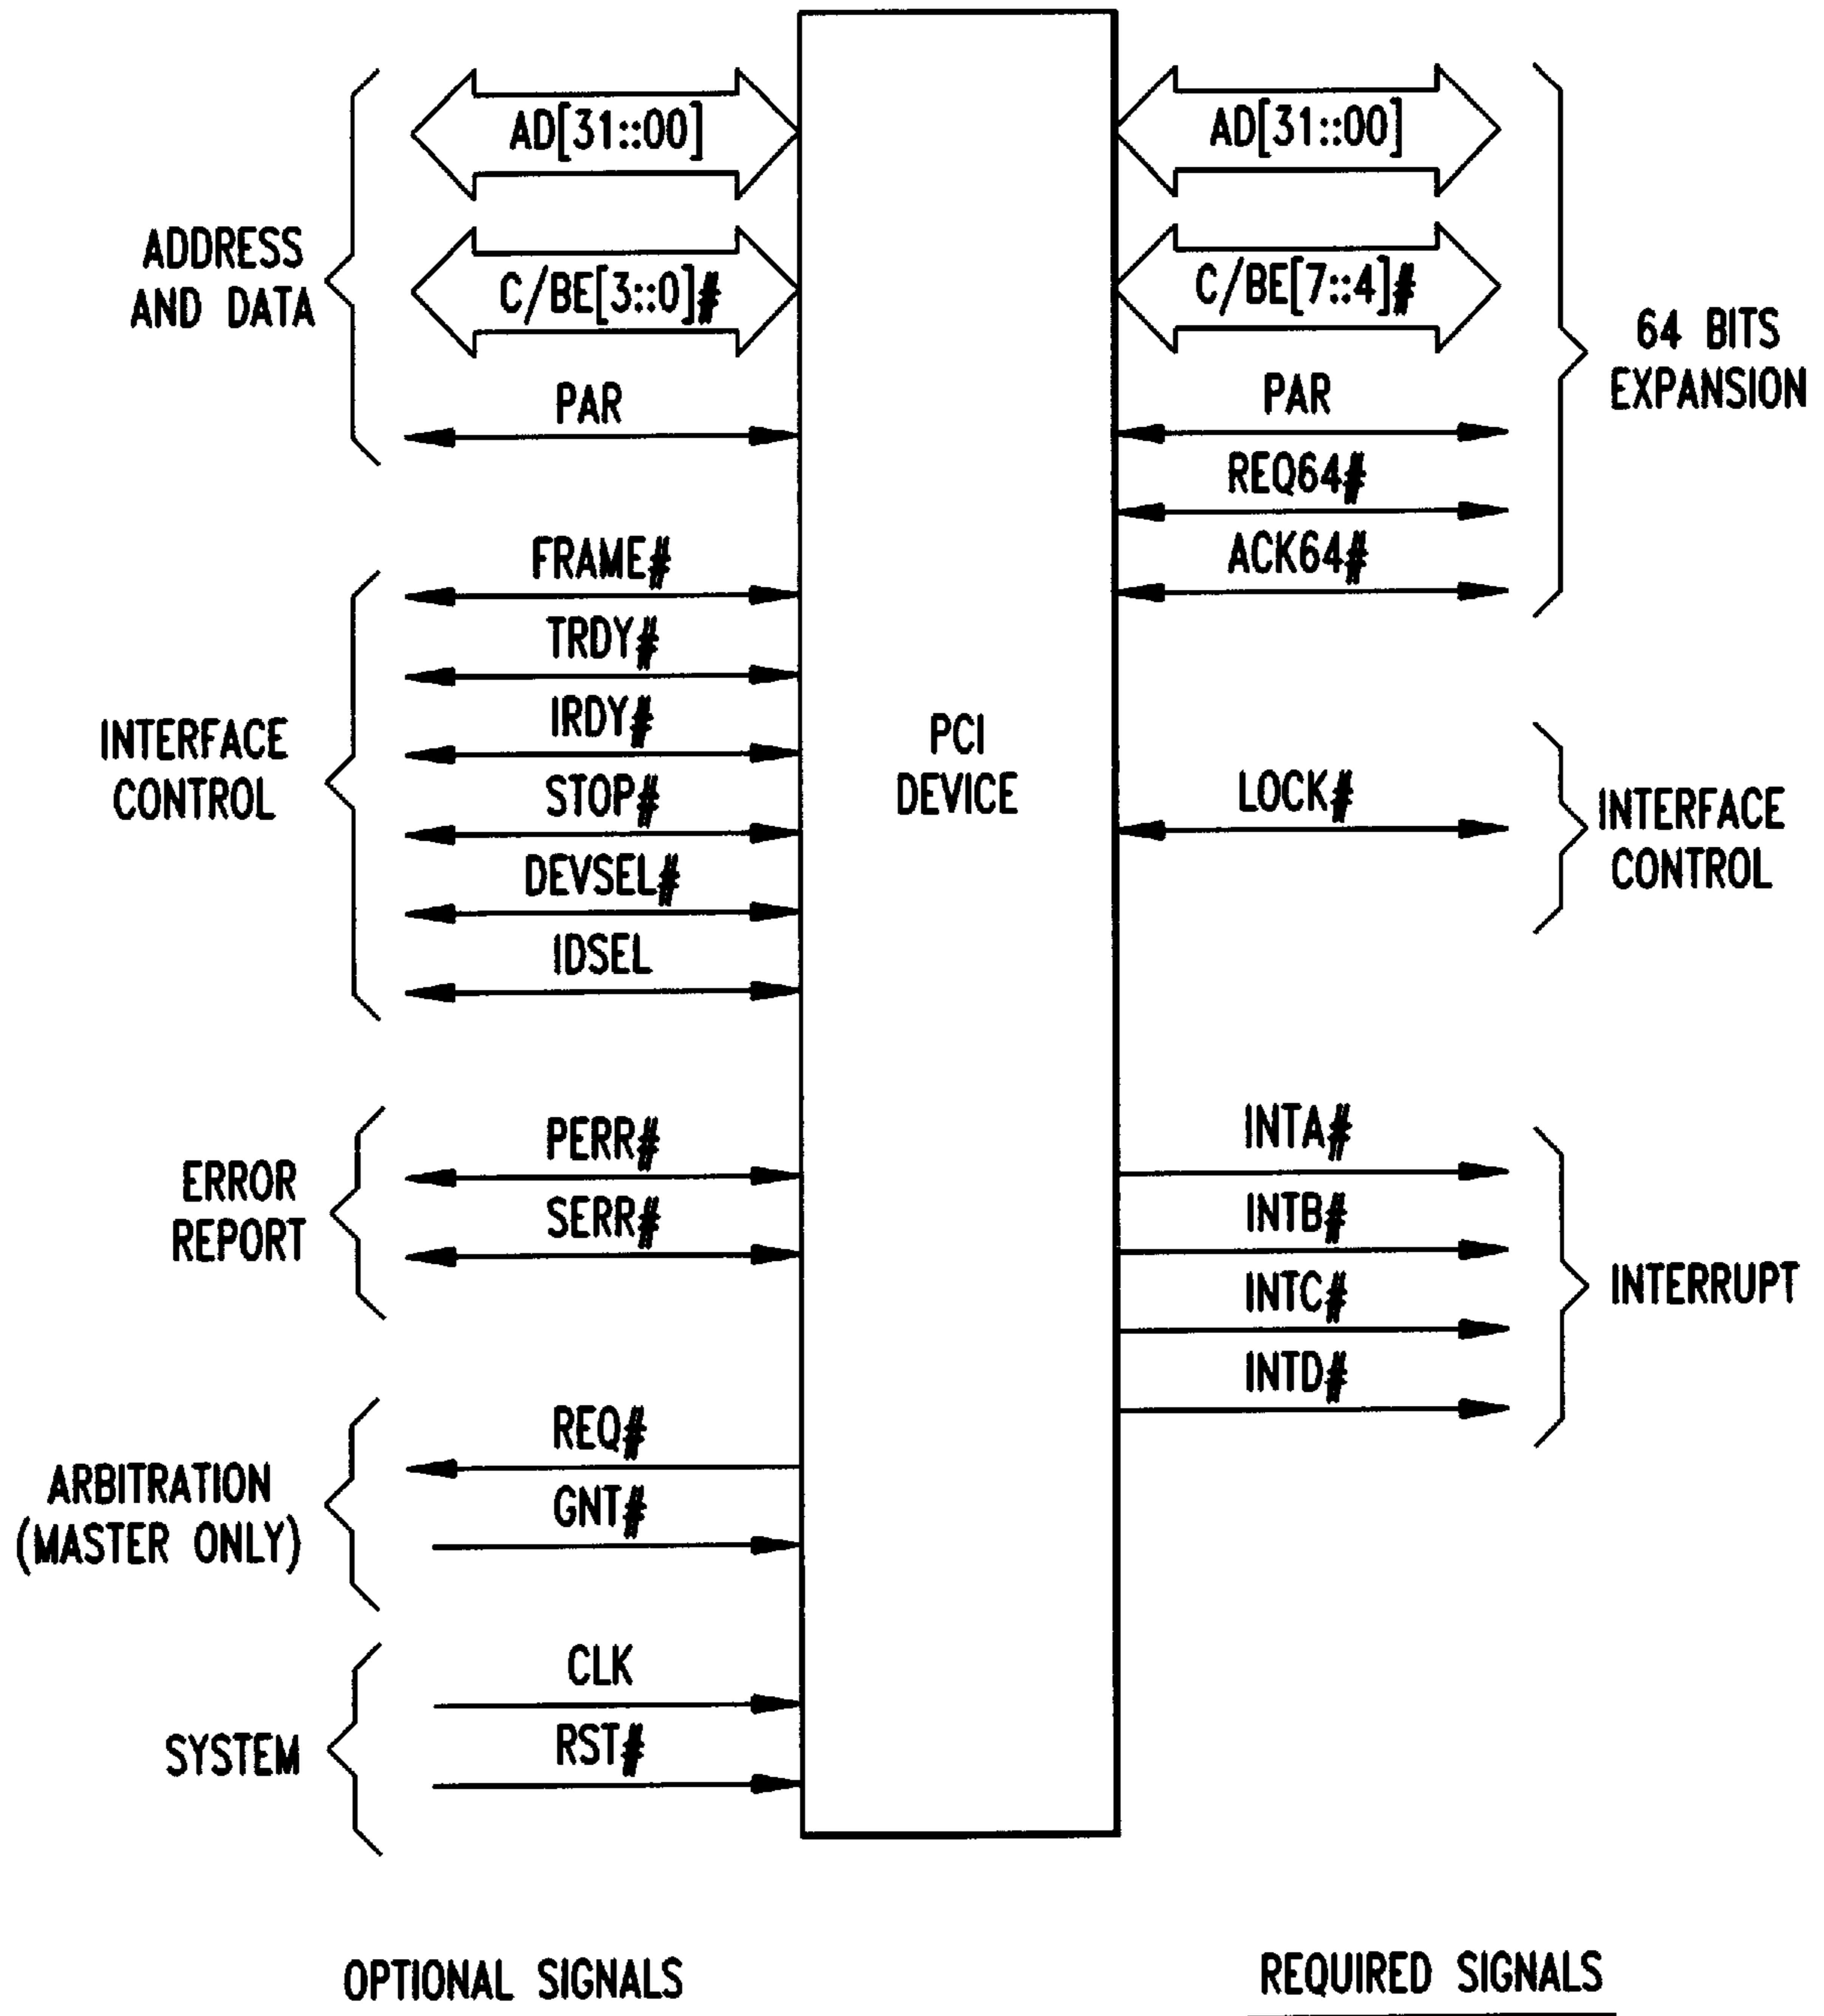 AD[31::00]
C/BE[3::0]#
PAR
ADDRESS
AND DATA
FRAME#
TRDY#
IRDY#
STOP#
DEVSEL#
IDSEL
INTERFACE
CONTROL
PERR#
SERR#
ERROR
REPORT
REQ#
GNT#
ARBITRATION
(MASTER ONLY)
CLK
RST#
SYSTEM
PCI
DEVICE
AD[31::00]
C/BE[7::4]#
PAR
REQ64#
ACK64#
64 BITS
EXPANSION
LOCK#
INTERFACE
CONTROL
INTA#
INTB#
INTC#
INTD#
INTERRUPT
OPTIONAL SIGNALS
REQUIRED SIGNALS